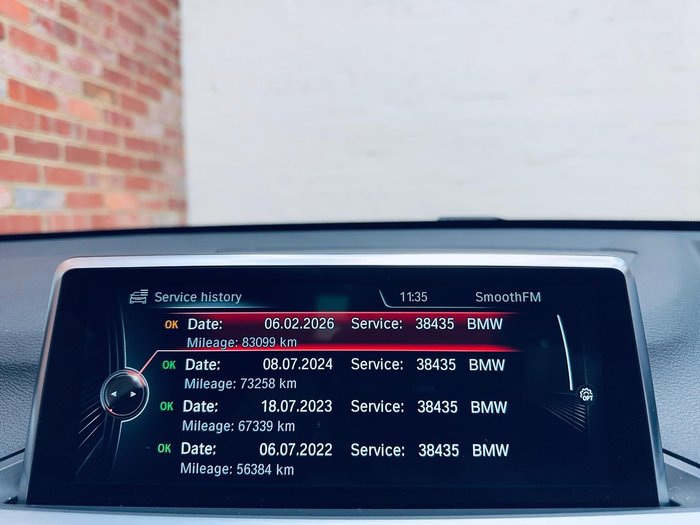 Service history 11:35 SmoothFM
OK Date: 06.02.2026 Service: 38435 BMW
Mileage: 83099 km
OK Date: 08.07.2024 Service: 38435 BMW
Mileage: 73258 km
OK Date: 18.07.2023 Service: 38435 BMW
Mileage: 67339 km
OK Date: 06.07.2022 Service: 38435 BMW
Mileage: 56384 km
OPT